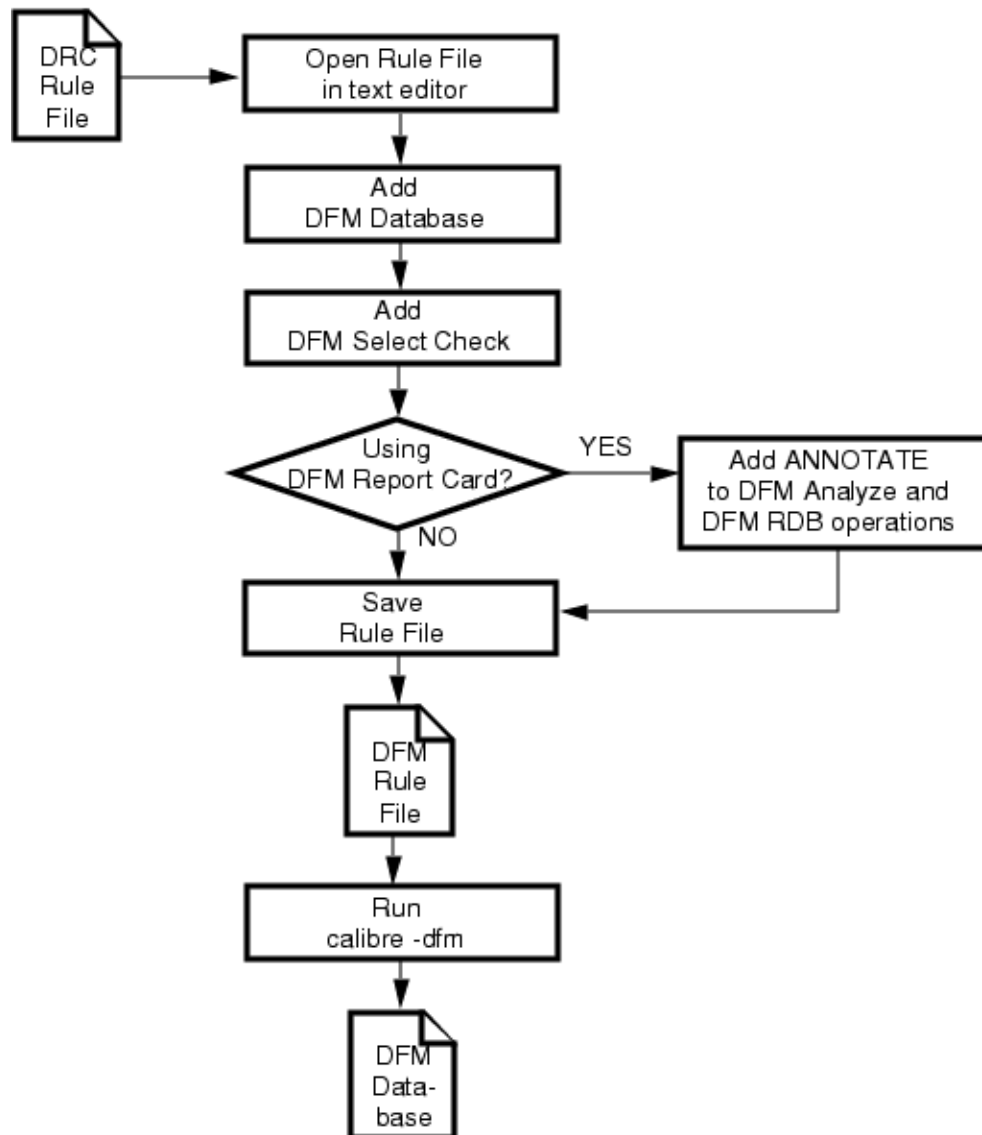 DRC
Rule
File
Open Rule File
in text editor
Add
DFM Database
Add
DFM Select Check
Using
DFM Report Card?
YES
Add ANNOTATE
to DFM Analyze and
DFM RDB operations
NO
Save
Rule File
DFM
Rule
File
Run
calibre -dfm
DFM
Data-
base